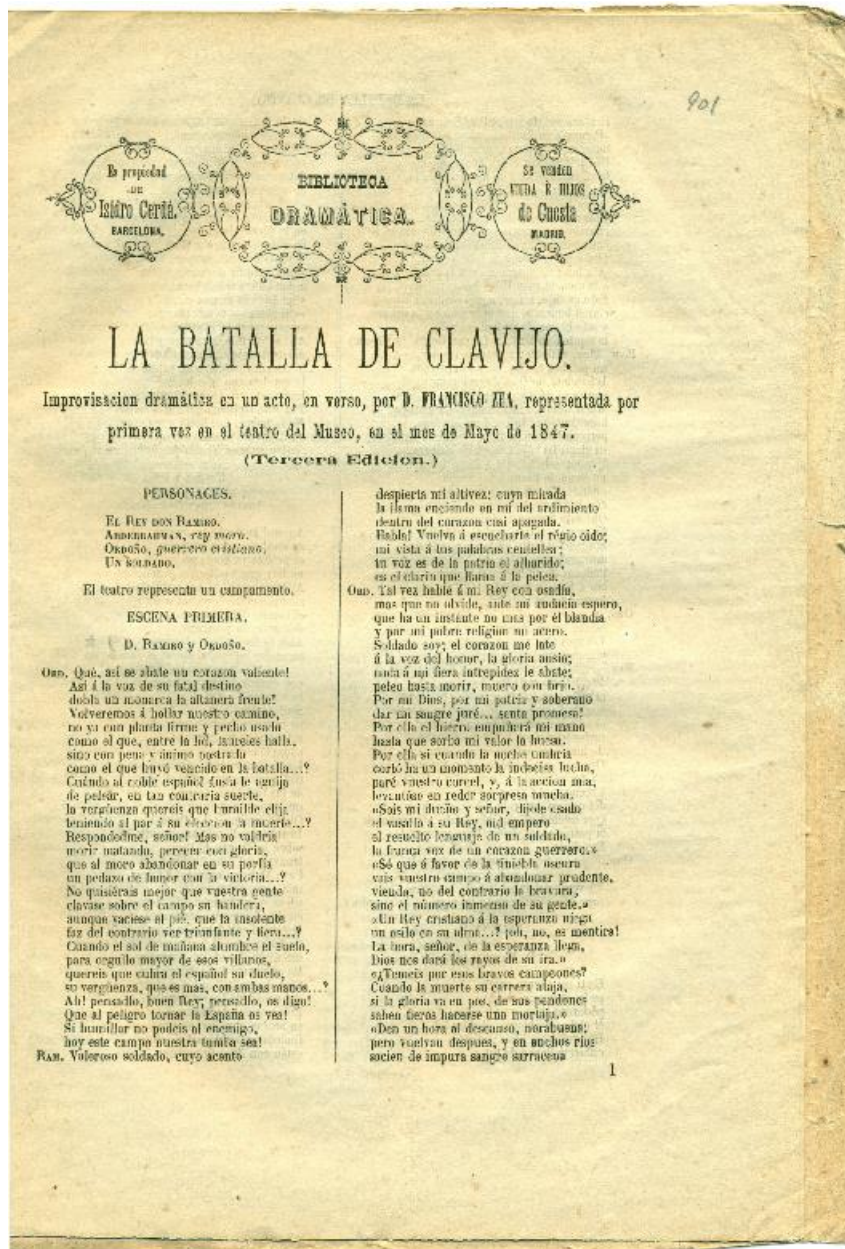 901
Es propiedad
DE
Isidro Cerdá.
BARCELONA.
BIBLIOTECA
DRAMÁTICA.
Se venden
VIUDA É HIJOS
de Cuesta
MADRID.
LA BATALLA DE CLAVIJO.
Improvisacion dramática en un acto, en verso, por D. FRANCISCO ZEA, representada por
primera vez en el teatro del Museo, en el mes de Mayo de 1847.
(Tercera Edicion.)
PERSONAGES.
EL REY DON RAMIRO.
ABDERRAHMAN, rey moro.
ORDOÑO, guerrero cristiano.
UN SOLDADO.
El teatro representa un campamento.
ESCENA PRIMERA.
D. RAMIRO y ORDOÑO.
ORD. Qué, así se abate un corazon valiente!
Así á la voz de su fatal destino
dobla un monarca la altanera frente!
Volveremos á hollar nuestro camino,
no ya con planta firme y pecho osado
como el que, entre la lid, laureles halla,
sino con pena y ánimo postrado
como el que huyó vencido en la batalla...?
Cuándo al noble español ánsia le aguija
de pelear, en tan contraria suerte,
la vergüenza quereis que humilde elija
teniendo al par á su eleccion la muerte...?
Respondedme, señor! Mas no valdria
morir matando, perecer con gloria,
que al moro abandonar en su porfia
un pedazo de honor con la victoria...?
No quisiérais mejor que vuestra gente
clavase sobre el campo su bandera,
aunque yaciese al pié, que la insolente
faz del contrario ver triunfante y fiera...?
Cuando el sol de mañana alumbre el suelo,
para orgullo mayor de esos villanos,
quereis que cubra el español su duelo,
su vergüenza, que es mas, con ambas manos...?
Ah! pensadlo, buen Rey; pensadlo, os digo!
Que al peligro tornar la España os vea!
Si humillar no podeis al enemigo,
hoy este campo nuestra tumba sea!
RAM. Valeroso soldado, cuyo acento
despierta mi altivez; cuya mirada
la llama enciende en mí del ardimiento
dentro del corazon casi apagada.
Habla! Vuelva á escucharte el régio oido;
mi vista á tus palabras centellea;
tu voz es de la patria el alharido;
es el clarin que llama á la pelea.
ORD. Tal vez hablé á mi Rey con osadía,
mas que no olvide, ante mi audacia espero,
que ha un instante no mas por él blandia
y por mi pobre religion mi acero.
Soldado soy; el corazon me late
á la voz del honor, la gloria ansio;
nada á mi fiera intrepidez le abate;
peleo hasta morir, muero con brio...
Por mi Dios, por mi patria y soberano
dar mi sangre juré... santa promesa!
Por ella el hierro empuñará mi mano
hasta que sorba mi valor la huesa.
Por ella si cuando la noche umbria
cortó ha un momento la indecisa lucha,
paré vuestro corcel, y, á la accion mia,
levantóse en redor sorpresa mucha.
«Sois mi dueño y señor, díjole osado
el vasallo á su Rey, oid empero
el resuelto lenguaje de un soldado,
la franca voz de un corazon guerrero.»
«Sé que á favor de la tiniebla oscura
vais vuestro campo á abandonar prudente,
viendo, no del contrario la bravura,
sino el número inmenso de su gente.»
«Un Rey cristiano á la esperanza niega
un asilo en su alma...? ¡oh, no, es mentira!
La hora, señor, de la esperanza llega,
Dios nos dará los rayos de su ira.»
«¿Temeis por esos bravos campeones?
Cuando la muerte su carrera ataja,
si la gloria va en pos, de sus pendones
saben fieros hacerse una mortaja.»
«Den un hora al descanso, norabuena;
pero vuelvan despues, y en anchos rios
socien de impura sangre sarracena
1